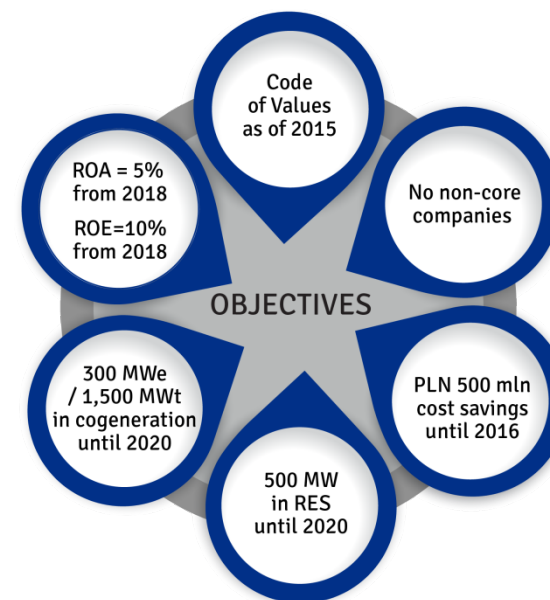 Code
of Values
as of 2015
No non-core
companies
PLN 500 mln
cost savings
until 2016
500 MW
in RES
until 2020
300 MWe
/ 1,500 MWt
in cogeneration
until 2020
ROA = 5%
from 2018
ROE=10%
from 2018
OBJECTIVES